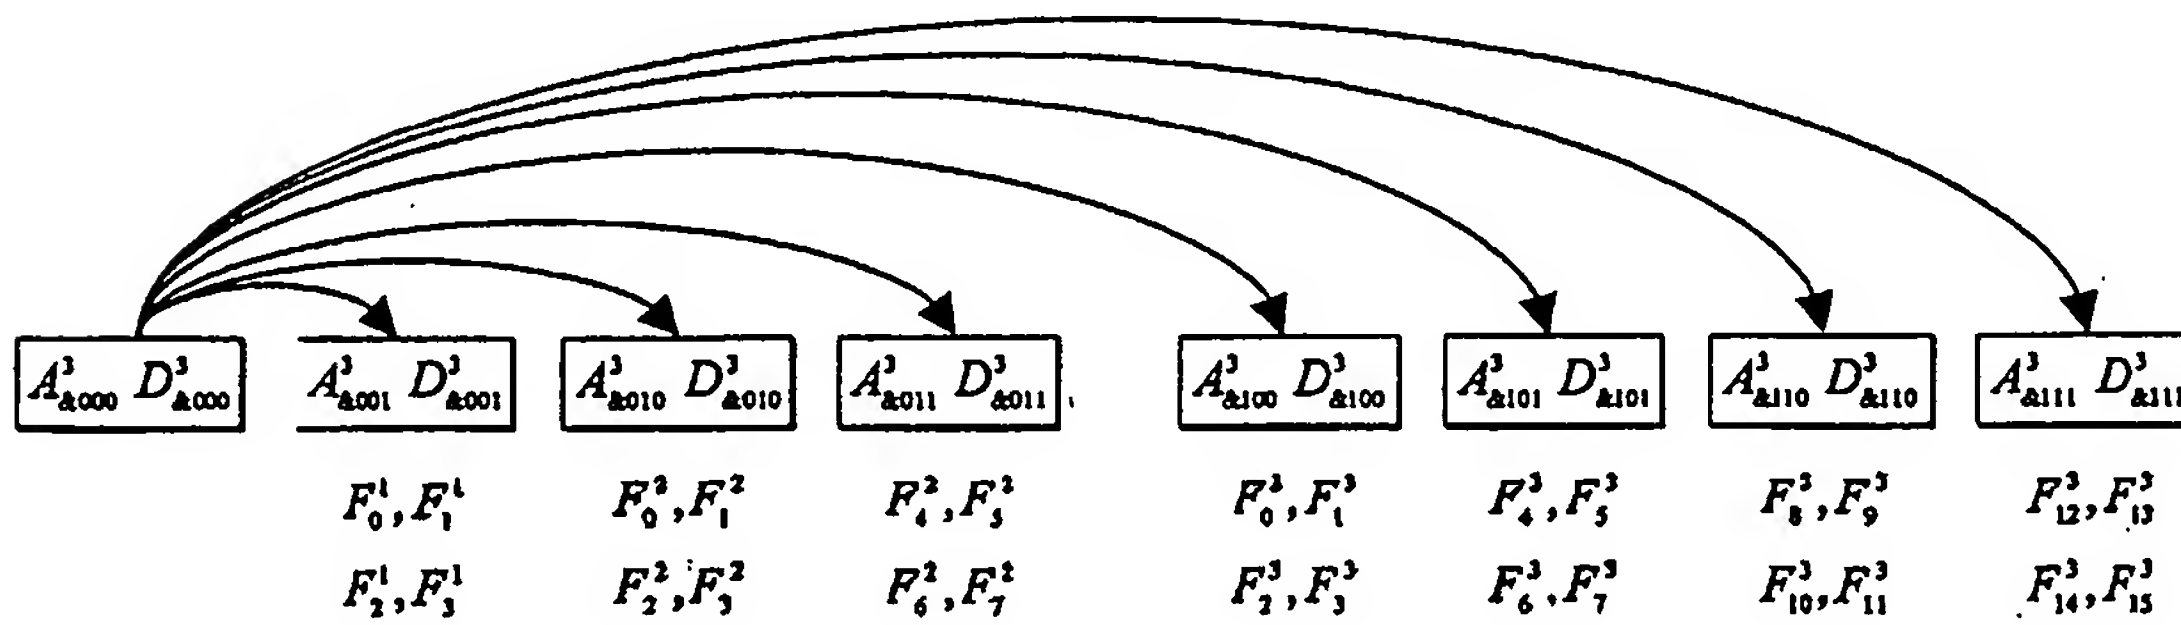 A³&000 D³&000 A³&001 D³&001 A³&010 D³&010 A³&011 D³&011 A³&100 D³&100 A³&101 D³&101 A³&110 D³&110 A³&111 D³&111
F¹₀,F¹₁ F²₀,F²₁ F²₄,F²₅ F³₀,F³₁ F³₄,F³₅ F³₈,F³₉ F³₁₂,F³₁₃
F¹₂,F¹₃ F²₂,F²₃ F²₆,F²₇ F³₂,F³₃ F³₆,F³₇ F³₁₀,F³₁₁ F³₁₄,F³₁₅